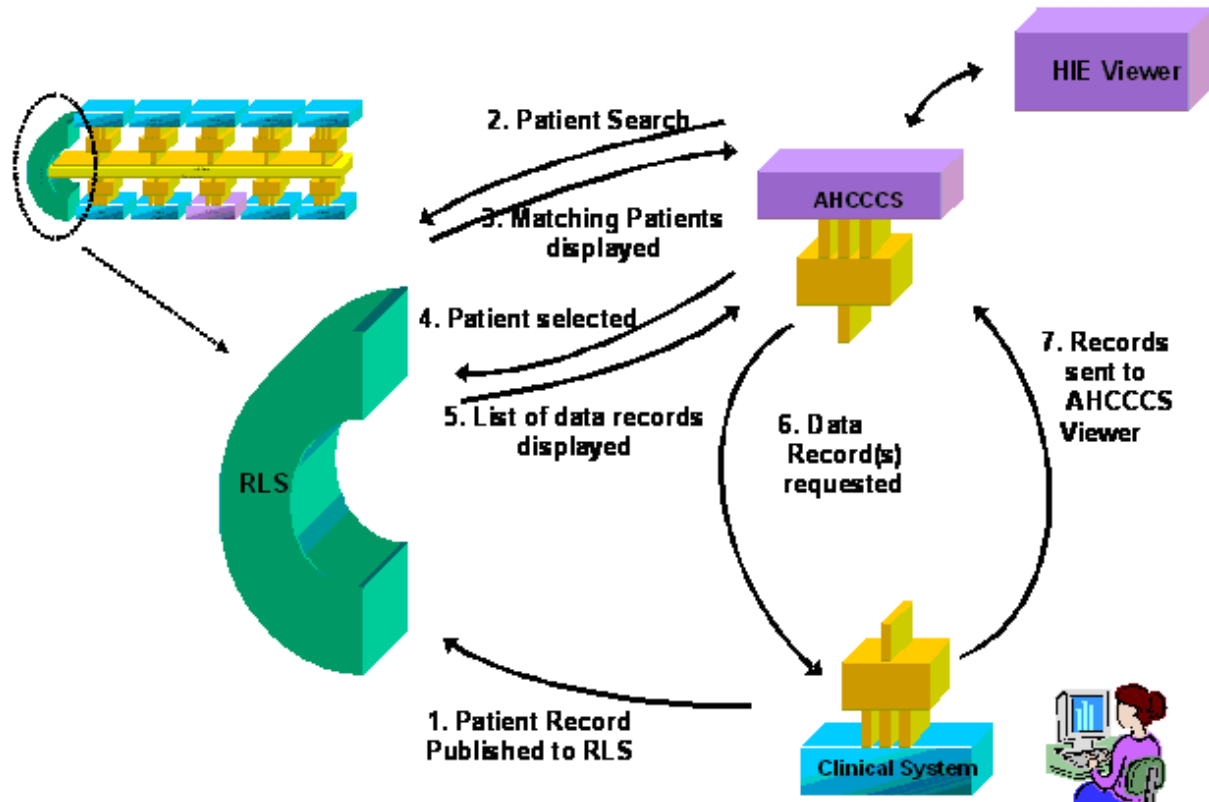 HIE Viewer
2. Patient Search
AHCCCS
3. Matching Patients
displayed
4. Patient selected
5. List of data records
displayed
6. Data
Record(s)
requested
7. Records
sent to
AHCCCS
Viewer
RLS
1. Patient Record
Published to RLS
Clinical System